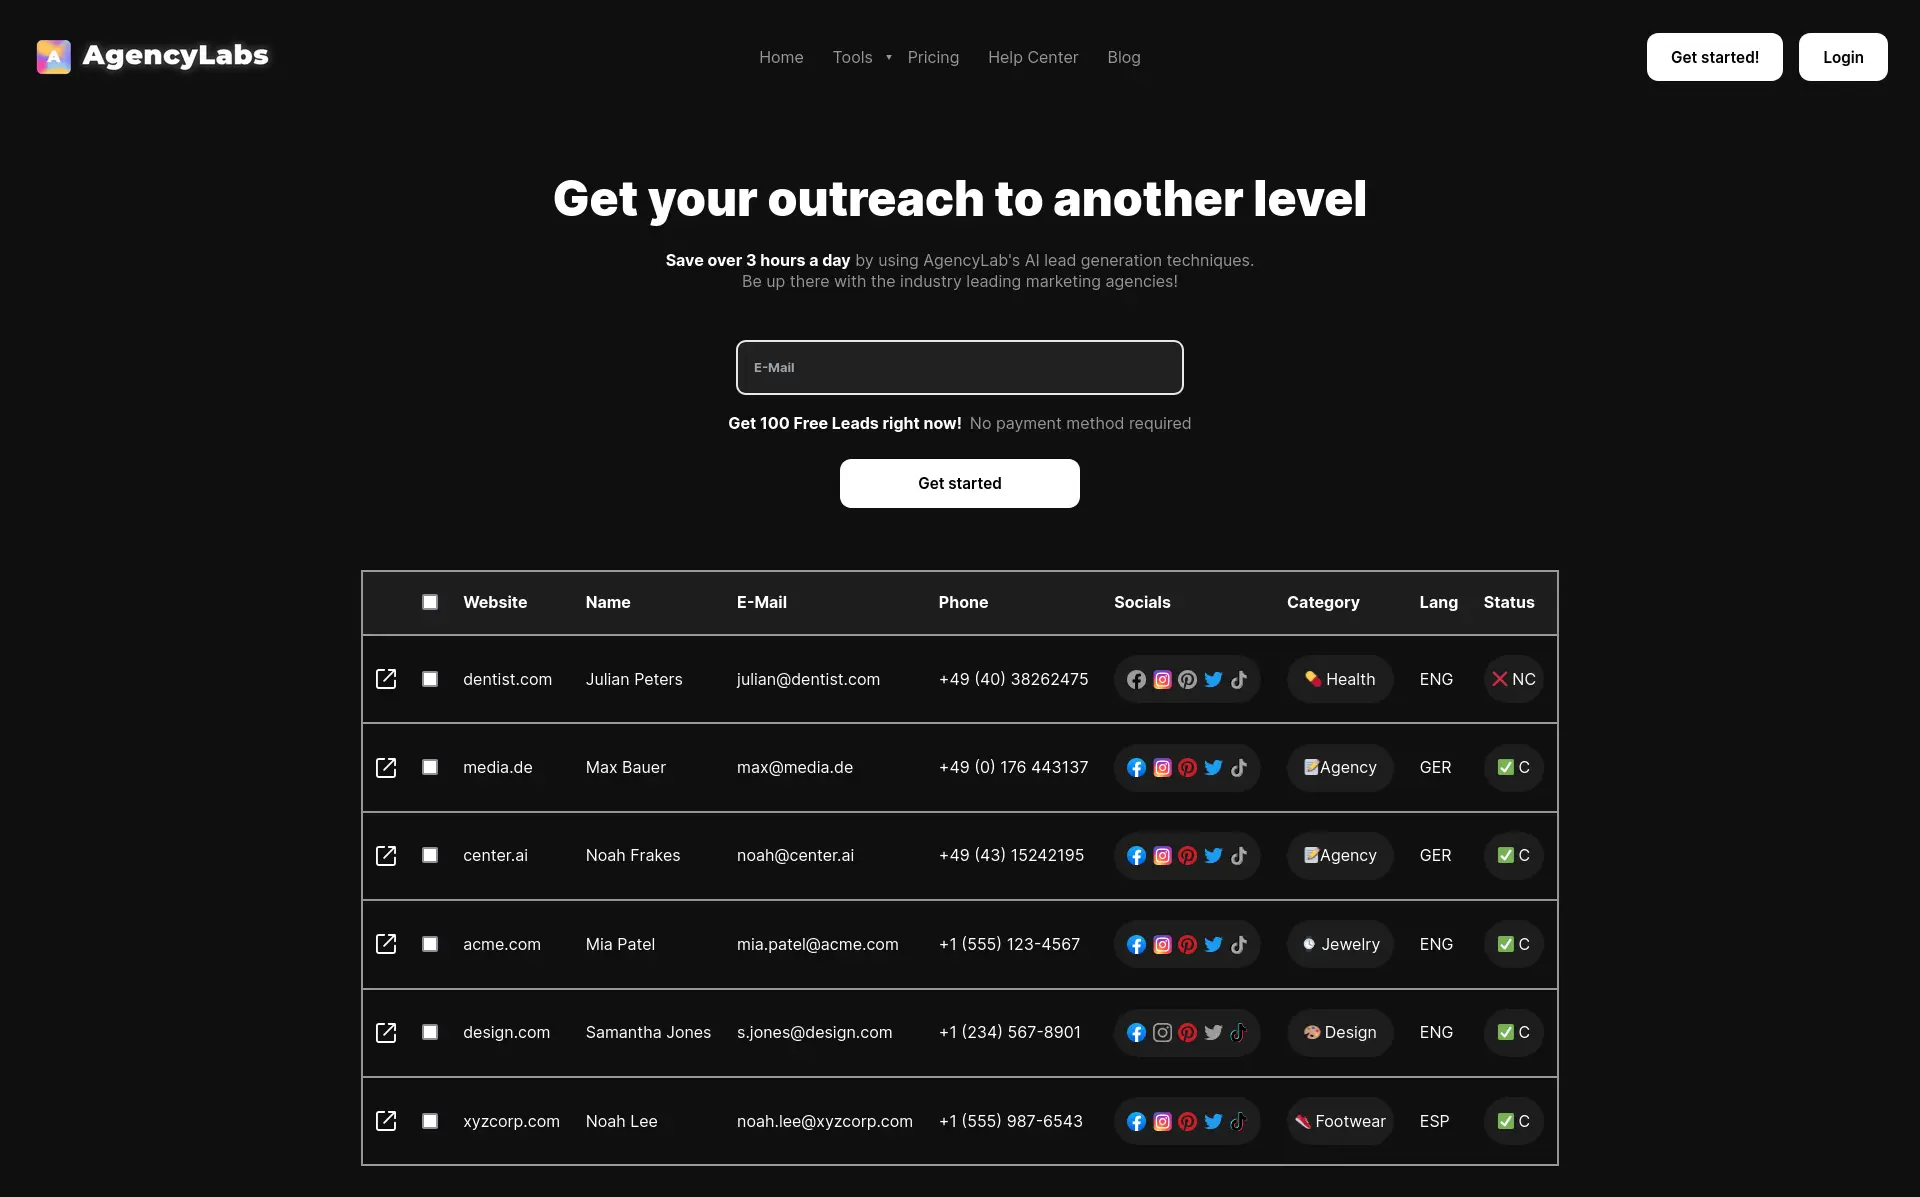 A AgencyLabs
Home Tools ▾ Pricing Help Center Blog
Get started! Login
Get your outreach to another level
Save over 3 hours a day by using AgencyLab's AI lead generation techniques.
Be up there with the industry leading marketing agencies!
E-Mail
Get 100 Free Leads right now! No payment method required
Get started
Website Name E-Mail Phone Socials Category Lang Status
dentist.com Julian Peters julian@dentist.com +49 (40) 38262475 💊 Health ENG ❌ NC
media.de Max Bauer max@media.de +49 (0) 176 443137 📝Agency GER ✅ C
center.ai Noah Frakes noah@center.ai +49 (43) 15242195 📝Agency GER ✅ C
acme.com Mia Patel mia.patel@acme.com +1 (555) 123-4567 ⌚ Jewelry ENG ✅ C
design.com Samantha Jones s.jones@design.com +1 (234) 567-8901 🎨 Design ENG ✅ C
xyzcorp.com Noah Lee noah.lee@xyzcorp.com +1 (555) 987-6543 👟 Footwear ESP ✅ C